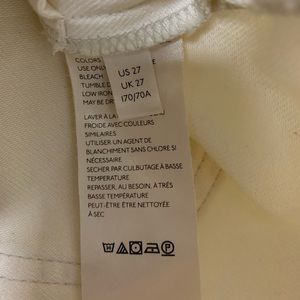 COLORS
USE ONLY
BLEACH
TUMBLE D
LOW IRON
MAY BE DR
US 27
UK 27
170/70A
LAVER À LA
FROIDE AVEC COULEURS
SIMILAIRES
UTILISER UN AGENT DE
BLANCHIMENT SANS CHLORE SI
NÉCESSAIRE
SECHER PAR CULBUTAGE À BASSE
TEMPERATURE
REPASSER, AU BESOIN, À TRÈS
BASSE TEMPÉRATURE
PEUT-ÊTRE ÊTRE NETTOYÉE
À SEC